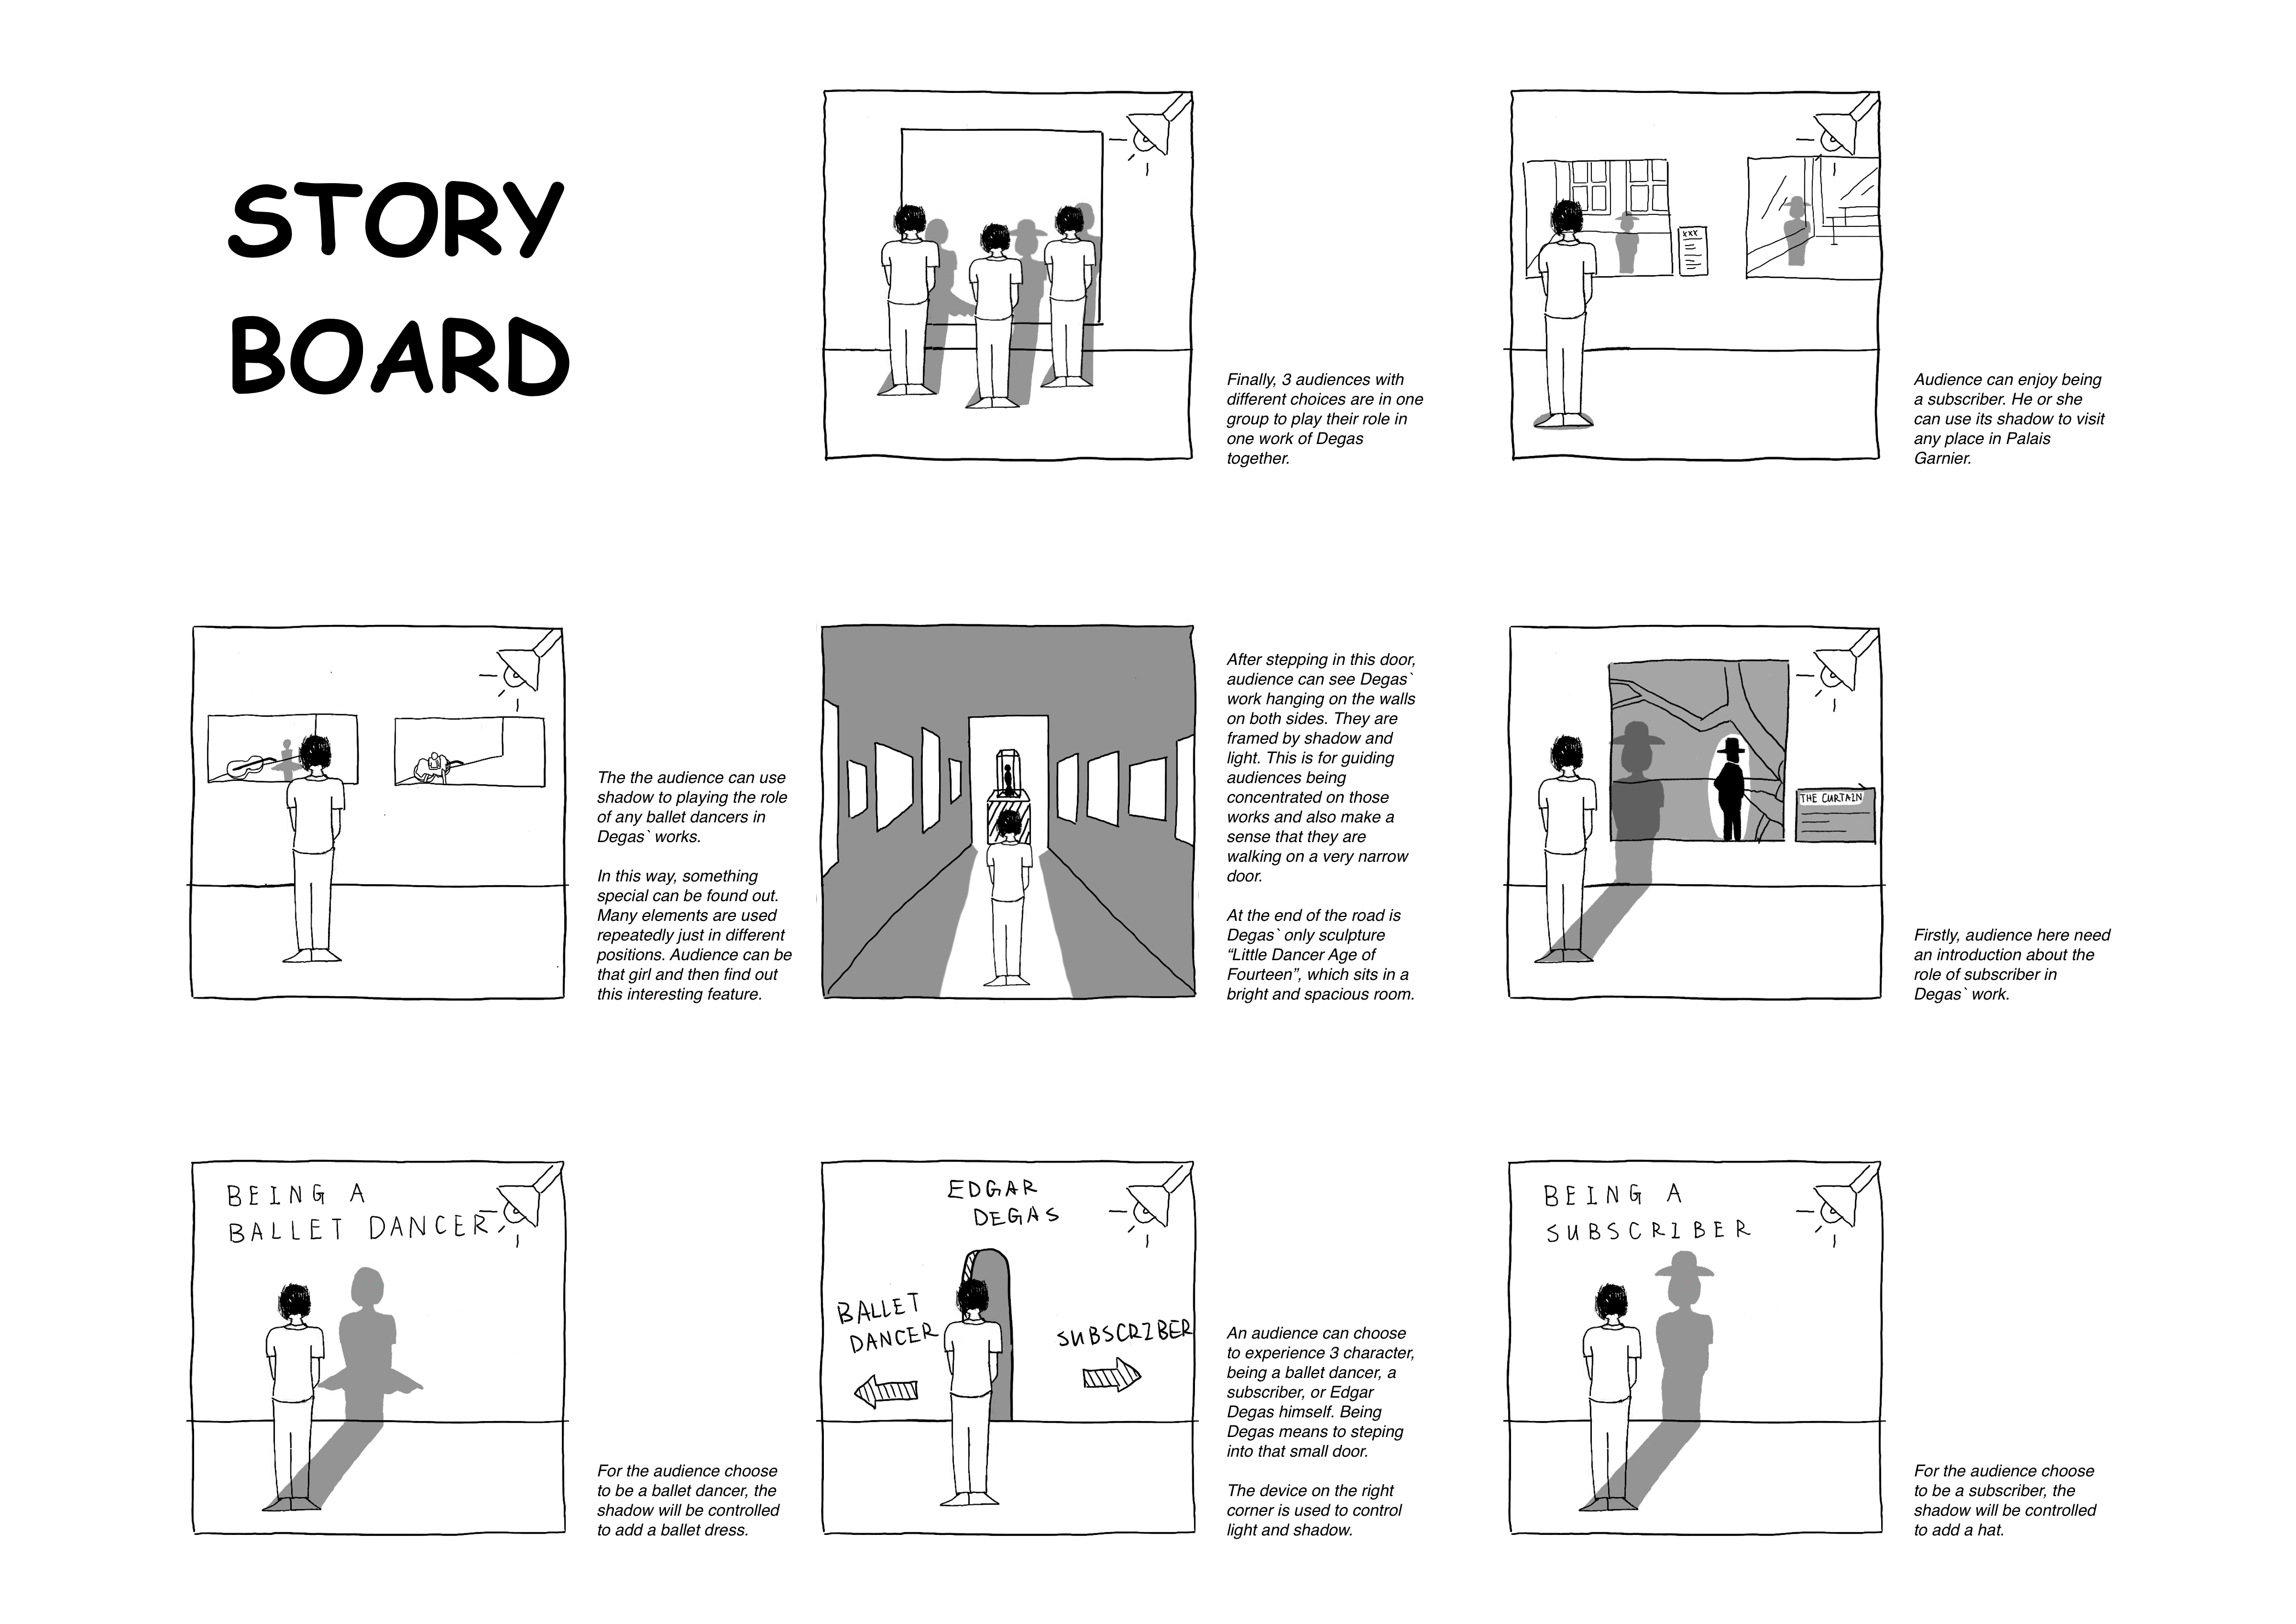 STORY
BOARD
Finally, 3 audiences with
different choices are in one
group to play their role in
one work of Degas
together.
XXX
Audience can enjoy being
a subscriber. He or she
can use its shadow to visit
any place in Palais
Garnier.
The the audience can use
shadow to playing the role
of any ballet dancers in
Degas` works.
In this way, something
special can be found out.
Many elements are used
repeatedly just in different
positions. Audience can be
that girl and then find out
this interesting feature.
After stepping in this door,
audience can see Degas`
work hanging on the walls
on both sides. They are
framed by shadow and
light. This is for guiding
audiences being
concentrated on those
works and also make a
sense that they are
walking on a very narrow
door.
At the end of the road is
Degas` only sculpture
“Little Dancer Age of
Fourteen”, which sits in a
bright and spacious room.
THE CURTAIN
Firstly, audience here need
an introduction about the
role of subscriber in
Degas` work.
BEING A
BALLET DANCER
For the audience choose
to be a ballet dancer, the
shadow will be controlled
to add a ballet dress.
EDGAR
DEGAS
BALLET
DANCER
SUBSCRIBER
An audience can choose
to experience 3 character,
being a ballet dancer, a
subscriber, or Edgar
Degas himself. Being
Degas means to steping
into that small door.
The device on the right
corner is used to control
light and shadow.
BEING A
SUBSCRIBER
For the audience choose
to be a subscriber, the
shadow will be controlled
to add a hat.